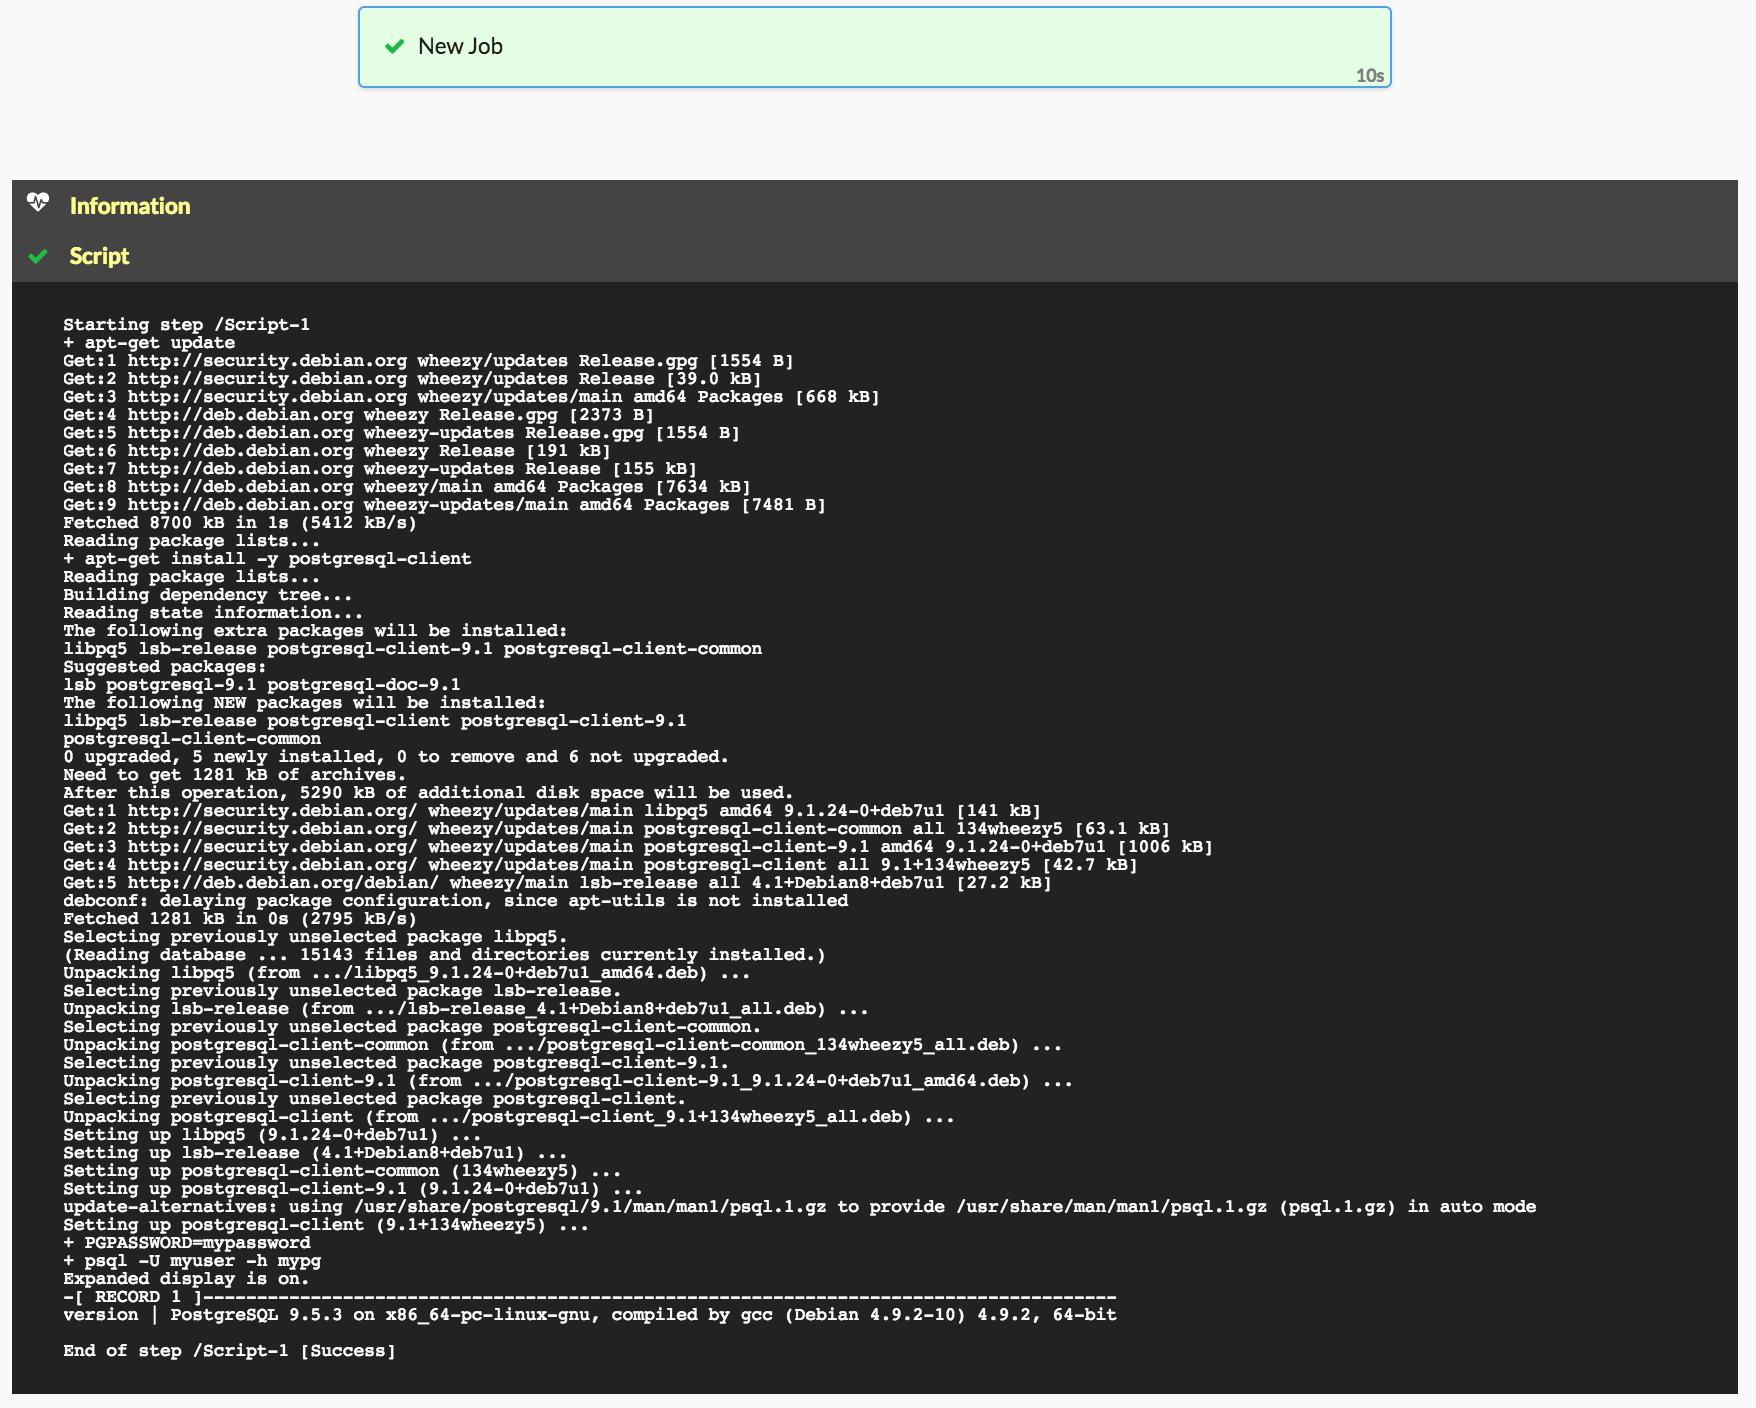 New Job
10s
Information
Script
Starting step /Script-1
+ apt-get update
Get:1 http://security.debian.org wheezy/updates Release.gpg [1554 B]
Get:2 http://security.debian.org wheezy/updates Release [39.0 kB]
Get:3 http://security.debian.org wheezy/updates/main amd64 Packages [668 kB]
Get:4 http://deb.debian.org wheezy Release.gpg [2373 B]
Get:5 http://deb.debian.org wheezy-updates Release.gpg [1554 B]
Get:6 http://deb.debian.org wheezy Release [191 kB]
Get:7 http://deb.debian.org wheezy-updates Release [155 kB]
Get:8 http://deb.debian.org wheezy/main amd64 Packages [7634 kB]
Get:9 http://deb.debian.org wheezy-updates/main amd64 Packages [7481 B]
Fetched 8700 kB in 1s (5412 kB/s)
Reading package lists...
+ apt-get install -y postgresql-client
Reading package lists...
Building dependency tree...
Reading state information...
The following extra packages will be installed:
libpq5 lsb-release postgresql-client-9.1 postgresql-client-common
Suggested packages:
lsb postgresql-9.1 postgresql-doc-9.1
The following NEW packages will be installed:
libpq5 lsb-release postgresql-client postgresql-client-9.1
postgresql-client-common
0 upgraded, 5 newly installed, 0 to remove and 6 not upgraded.
Need to get 1281 kB of archives.
After this operation, 5290 kB of additional disk space will be used.
Get:1 http://security.debian.org/ wheezy/updates/main libpq5 amd64 9.1.24-0+deb7u1 [141 kB]
Get:2 http://security.debian.org/ wheezy/updates/main postgresql-client-common all 134wheezy5 [63.1 kB]
Get:3 http://security.debian.org/ wheezy/updates/main postgresql-client-9.1 amd64 9.1.24-0+deb7u1 [1006 kB]
Get:4 http://security.debian.org/ wheezy/updates/main postgresql-client all 9.1+134wheezy5 [42.7 kB]
Get:5 http://deb.debian.org/debian/ wheezy/main lsb-release all 4.1+Debian8+deb7u1 [27.2 kB]
debconf: delaying package configuration, since apt-utils is not installed
Fetched 1281 kB in 0s (2795 kB/s)
Selecting previously unselected package libpq5.
(Reading database ... 15143 files and directories currently installed.)
Unpacking libpq5 (from .../libpq5_9.1.24-0+deb7u1_amd64.deb) ...
Selecting previously unselected package lsb-release.
Unpacking lsb-release (from .../lsb-release_4.1+Debian8+deb7u1_all.deb) ...
Selecting previously unselected package postgresql-client-common.
Unpacking postgresql-client-common (from .../postgresql-client-common_134wheezy5_all.deb) ...
Selecting previously unselected package postgresql-client-9.1.
Unpacking postgresql-client-9.1 (from .../postgresql-client-9.1_9.1.24-0+deb7u1_amd64.deb) ...
Selecting previously unselected package postgresql-client.
Unpacking postgresql-client (from .../postgresql-client_9.1+134wheezy5_all.deb) ...
Setting up libpq5 (9.1.24-0+deb7u1) ...
Setting up lsb-release (4.1+Debian8+deb7u1) ...
Setting up postgresql-client-common (134wheezy5) ...
Setting up postgresql-client-9.1 (9.1.24-0+deb7u1) ...
update-alternatives: using /usr/share/postgresql/9.1/man/man1/psql.1.gz to provide /usr/share/man/man1/psql.1.gz (psql.1.gz) in auto mode
Setting up postgresql-client (9.1+134wheezy5) ...
+ PGPASSWORD=mypassword
+ psql -U myuser -h mypg
Expanded display is on.
-[ RECORD 1 ]-------------------------------------------------------------------------------------
version | PostgreSQL 9.5.3 on x86_64-pc-linux-gnu, compiled by gcc (Debian 4.9.2-10) 4.9.2, 64-bit
End of step /Script-1 [Success]